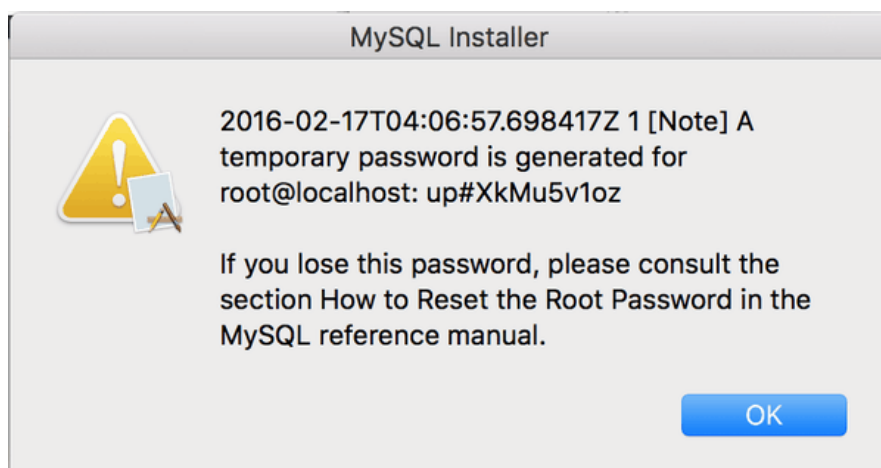 MySQL Installer
2016-02-17T04:06:57.698417Z 1 [Note] A
temporary password is generated for
root@localhost: up#XkMu5v1oz
If you lose this password, please consult the
section How to Reset the Root Password in the
MySQL reference manual.
OK